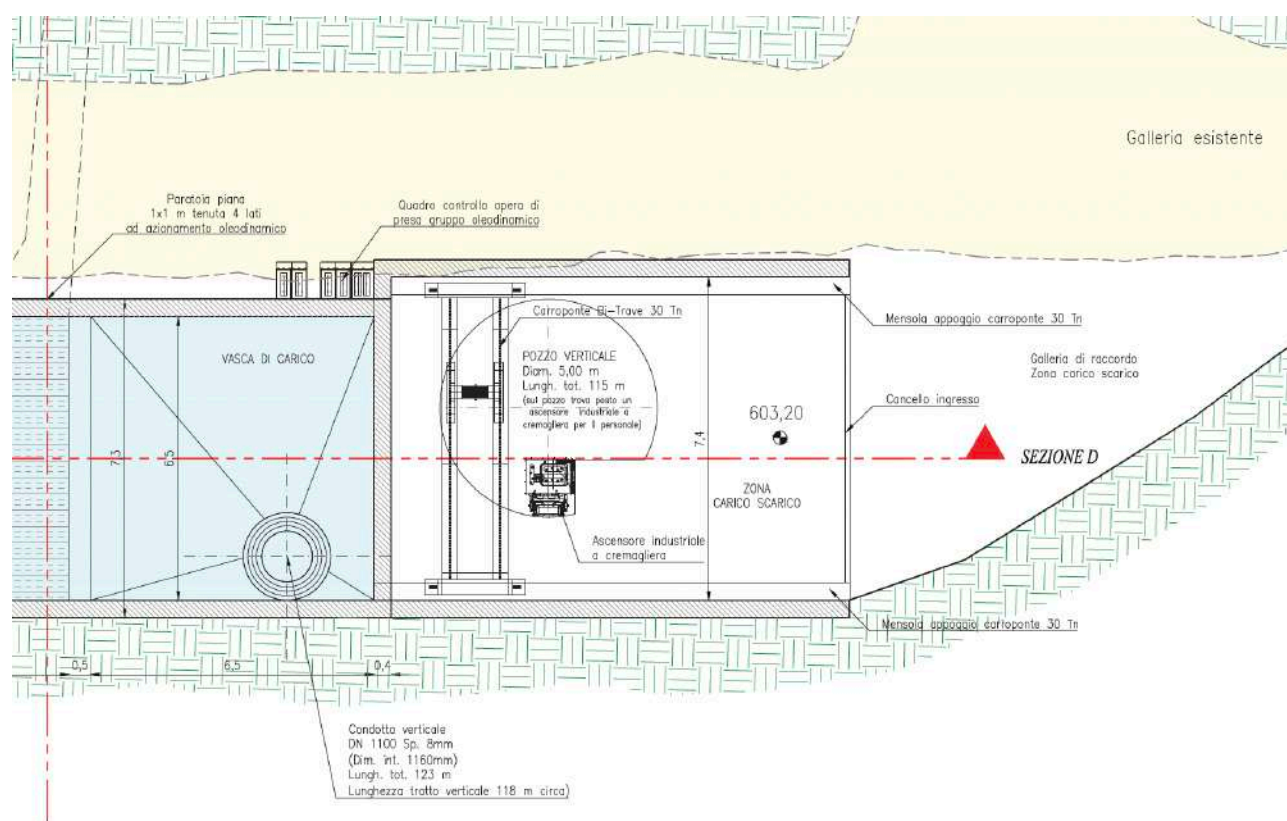 Galleria esistente
Paratoia piana
1x1 m tenuta 4 lati
ad azionamento oleodinamico
Quadro controllo opera di
presa gruppo oleodinamico
Carroponte Bi-Trave 30 Tn
Mensola appoggio carroponte 30 Tn
VASCA DI CARICO
POZZO VERTICALE
Diam. 5,00 m
Lungh. tot. 115 m
(sul pozzo trova posto un
ascensore industriale a
cremagliera per il personale)
Galleria di raccordo
Zona carico scarico
Cancello ingresso
603,20
7,3
6,5
7,4
SEZIONE D
ZONA
CARICO SCARICO
Ascensore industriale
a cremagliera
Mensola appoggio carroponte 30 Tn
0,5
6,5
0,4
Condotta verticale
DN 1100 Sp. 8mm
(Dim. int. 1160mm)
Lungh. tot. 123 m
Lunghezza tratto verticale 118 m circa)